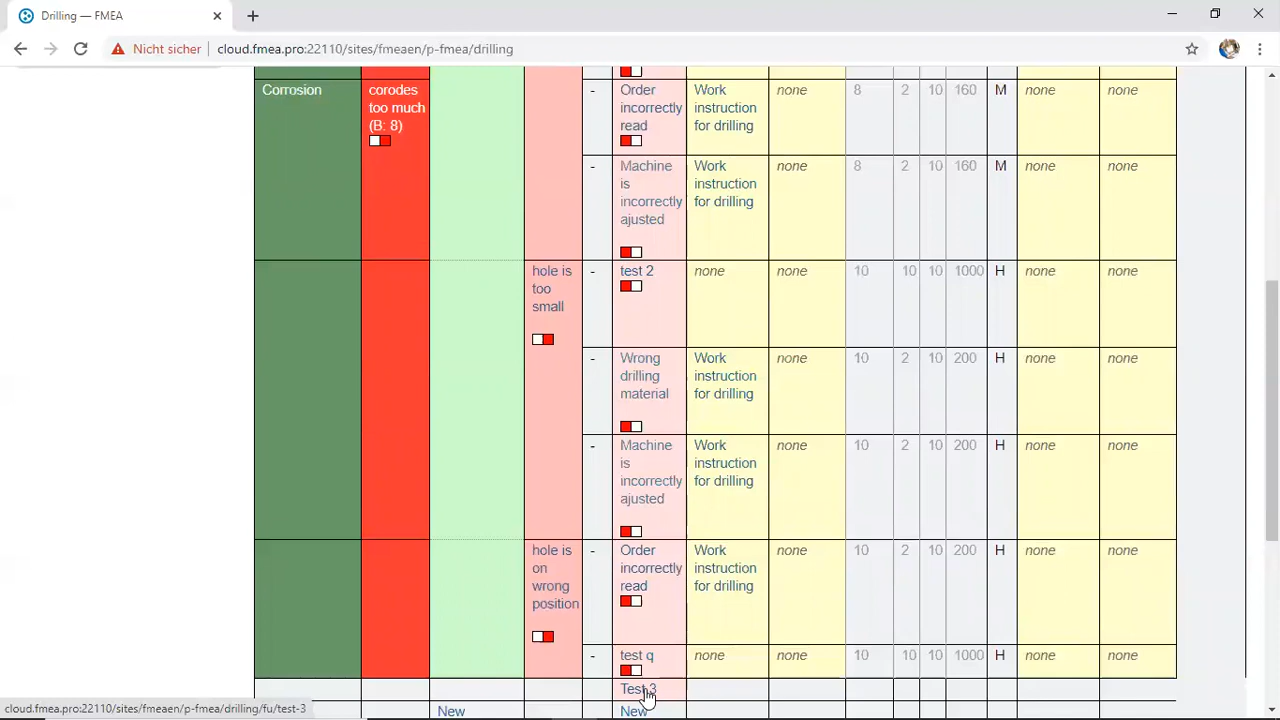 Drilling — FMEA
Nicht sicher
cloud.fmea.pro:22110/sites/fmeaen/p-fmea/drilling
Corrosion
corodes
too much
(B: 8)
-
Order
incorrectly
read
Work
instruction
for drilling
none
8
2
10
160
M
none
none
-
Machine
is
incorrectly
ajusted
Work
instruction
for drilling
none
8
2
10
160
M
none
none
hole is
too
small
-
test 2
none
none
10
10
10
1000
H
none
none
-
Wrong
drilling
material
Work
instruction
for drilling
none
10
2
10
200
H
none
none
-
Machine
is
incorrectly
ajusted
Work
instruction
for drilling
none
10
2
10
200
H
none
none
hole is
on
wrong
position
-
Order
incorrectly
read
Work
instruction
for drilling
none
10
2
10
200
H
none
none
-
test q
none
none
10
10
10
1000
H
none
none
Test 3
New
New
cloud.fmea.pro:22110/sites/fmeaen/p-fmea/drilling/fu/test-3